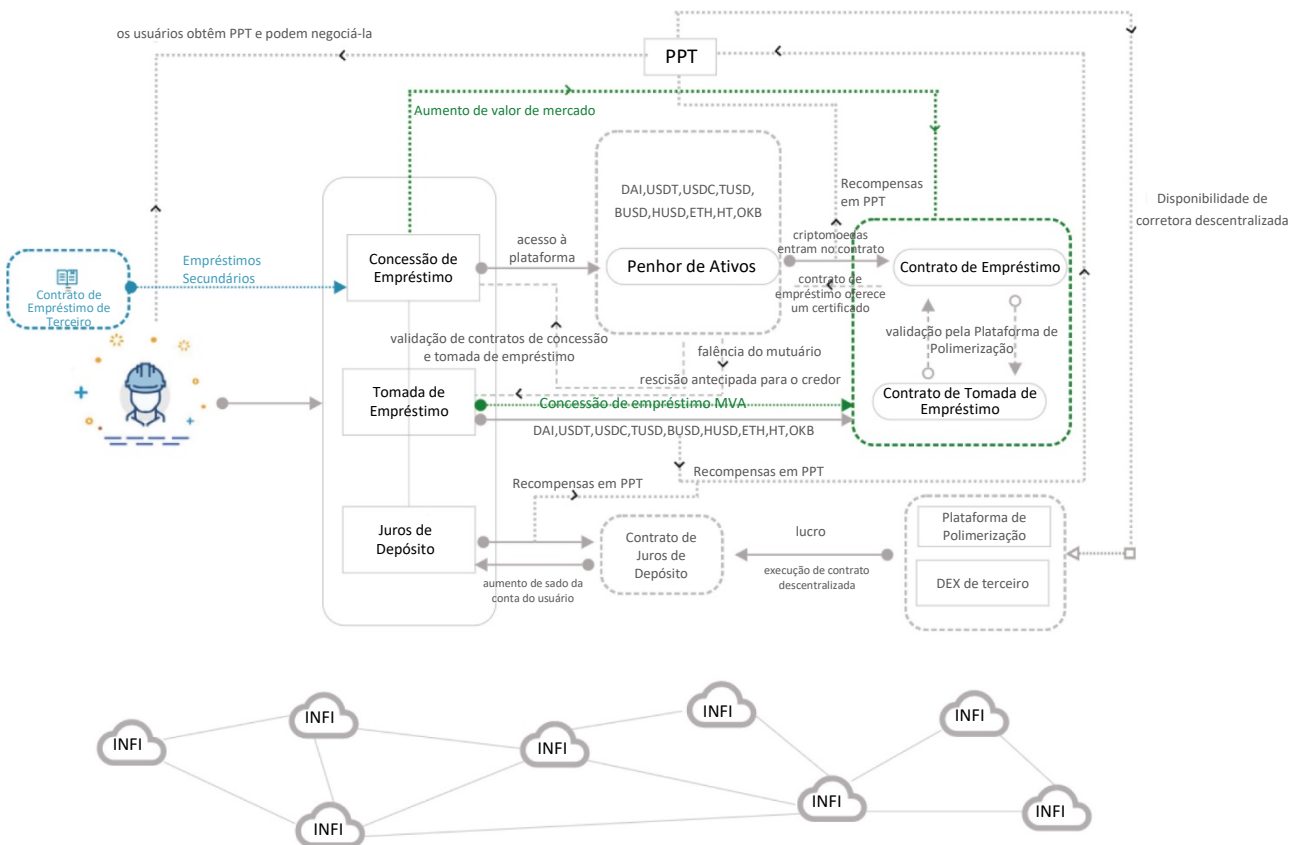 os usuários obtêm PPT e podem negociá-la
PPT
Aumento de valor de mercado
DAI,USDT,USDC,TUSD,
BUSD,HUSD,ETH,HT,OKB
Recompensas
em PPT
Disponibilidade de
corretora descentralizada
Empréstimos
Secundários
Contrato de
Empréstimo de
Terceiro
Concessão de
Empréstimo
acesso à
plataforma
Penhor de Ativos
criptomoedas
entram no contrato
Contrato de Empréstimo
contrato de
empréstimo oferece
um certificado
validação de contratos de concessão
e tomada de empréstimo
falência do mutuário
rescisão antecipada para o credor
validação pela Plataforma de
Polimerização
Tomada de
Empréstimo
Concessão de empréstimo MVA
DAI,USDT,USDC,TUSD,BUSD,HUSD,ETH,HT,OKB
Contrato de Tomada de
Empréstimo
Recompensas em PPT
Recompensas em PPT
Juros de
Depósito
aumento de sado da
conta do usuário
Contrato de
Juros de
Depósito
lucro
execução de contrato
descentralizada
Plataforma de
Polimerização
DEX de terceiro
INFI
INFI
INFI
INFI
INFI
INFI
INFI
INFI